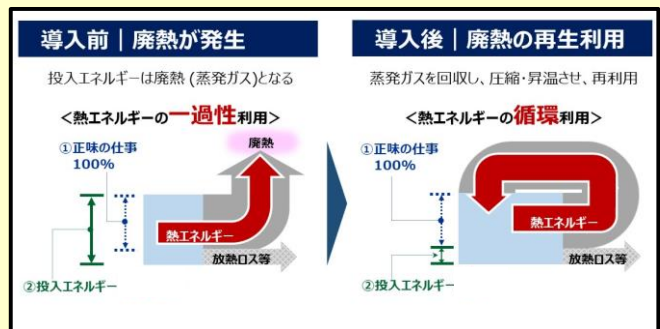 導入前｜廃熱が発生
投入エネルギーは廃熱(蒸発ガス)となる
＜熱エネルギーの一過性利用＞
廃熱
①正味の仕事
100%
熱エネルギー
放熱ロス等
②投入エネルギー
導入後｜廃熱の再生利用
蒸発ガスを回収し、圧縮・昇温させ、再利用
＜熱エネルギーの循環利用＞
①正味の仕事
100%
熱エネルギー
放熱ロス等
②投入エネルギー